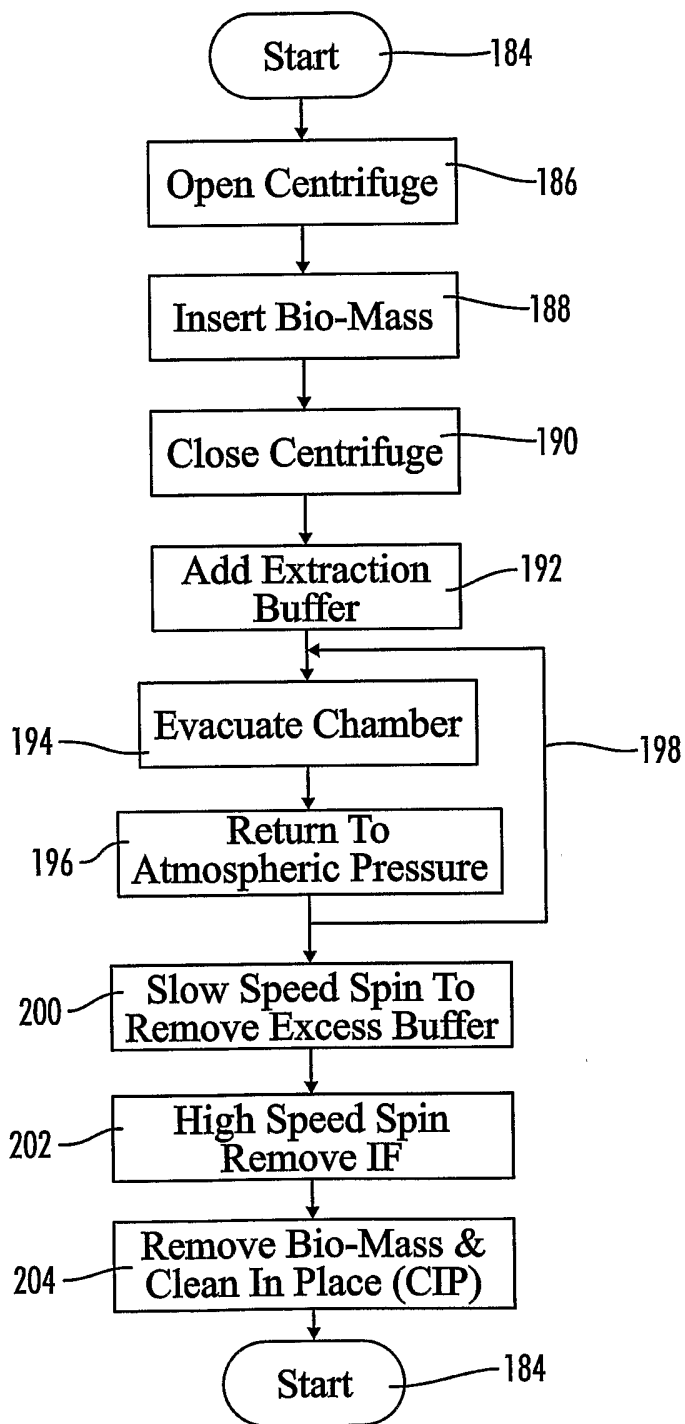 Start
184
Open Centrifuge
186
Insert Bio-Mass
188
Close Centrifuge
190
Add Extraction
Buffer
192
Evacuate Chamber
194
198
Return To
Atmospheric Pressure
196
Slow Speed Spin To
Remove Excess Buffer
200
High Speed Spin
Remove IF
202
Remove Bio-Mass &
Clean In Place (CIP)
204
Start
184